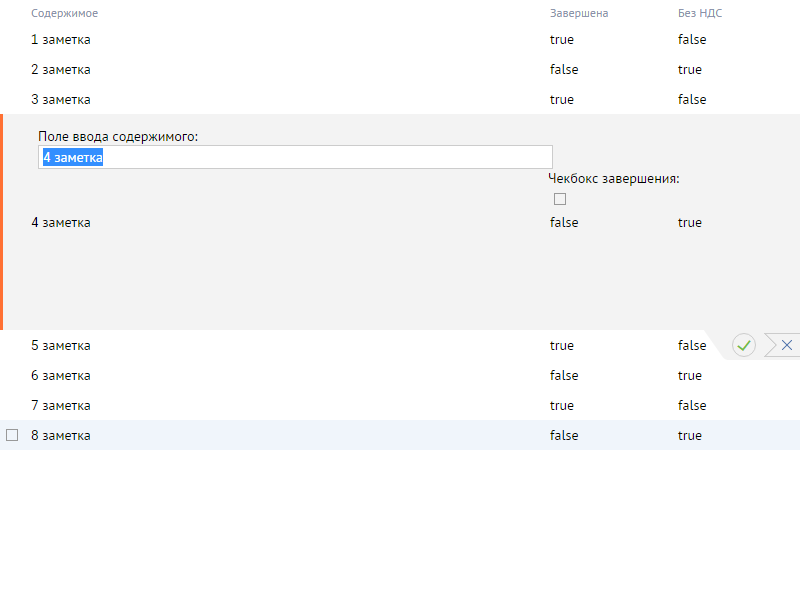 Содержимое Завершена Без НДС
1 заметка true false
2 заметка false true
3 заметка true false
Поле ввода содержимого:
4 заметка
Чекбокс завершения:
4 заметка false true
5 заметка true false
6 заметка false true
7 заметка true false
8 заметка false true